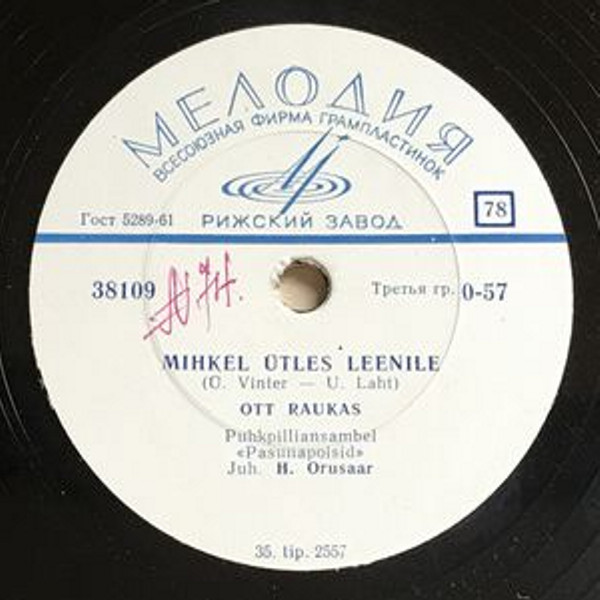 МЕЛОДИЯ
ВСЕСОЮЗНАЯ ФИРМА ГРАМПЛАСТИНОК
Гост 5289-61
РИЖСКИЙ ЗАВОД
78
38109
Третья гр. 0-57
MIHKEL ÜTLES LEENILE
(Ü. Vinter — U. Laht)
OTT RAUKAS
Puhkpilliansambel
«Pasunapoisid»
Juh. H. Orusaar
35. tip. 2557